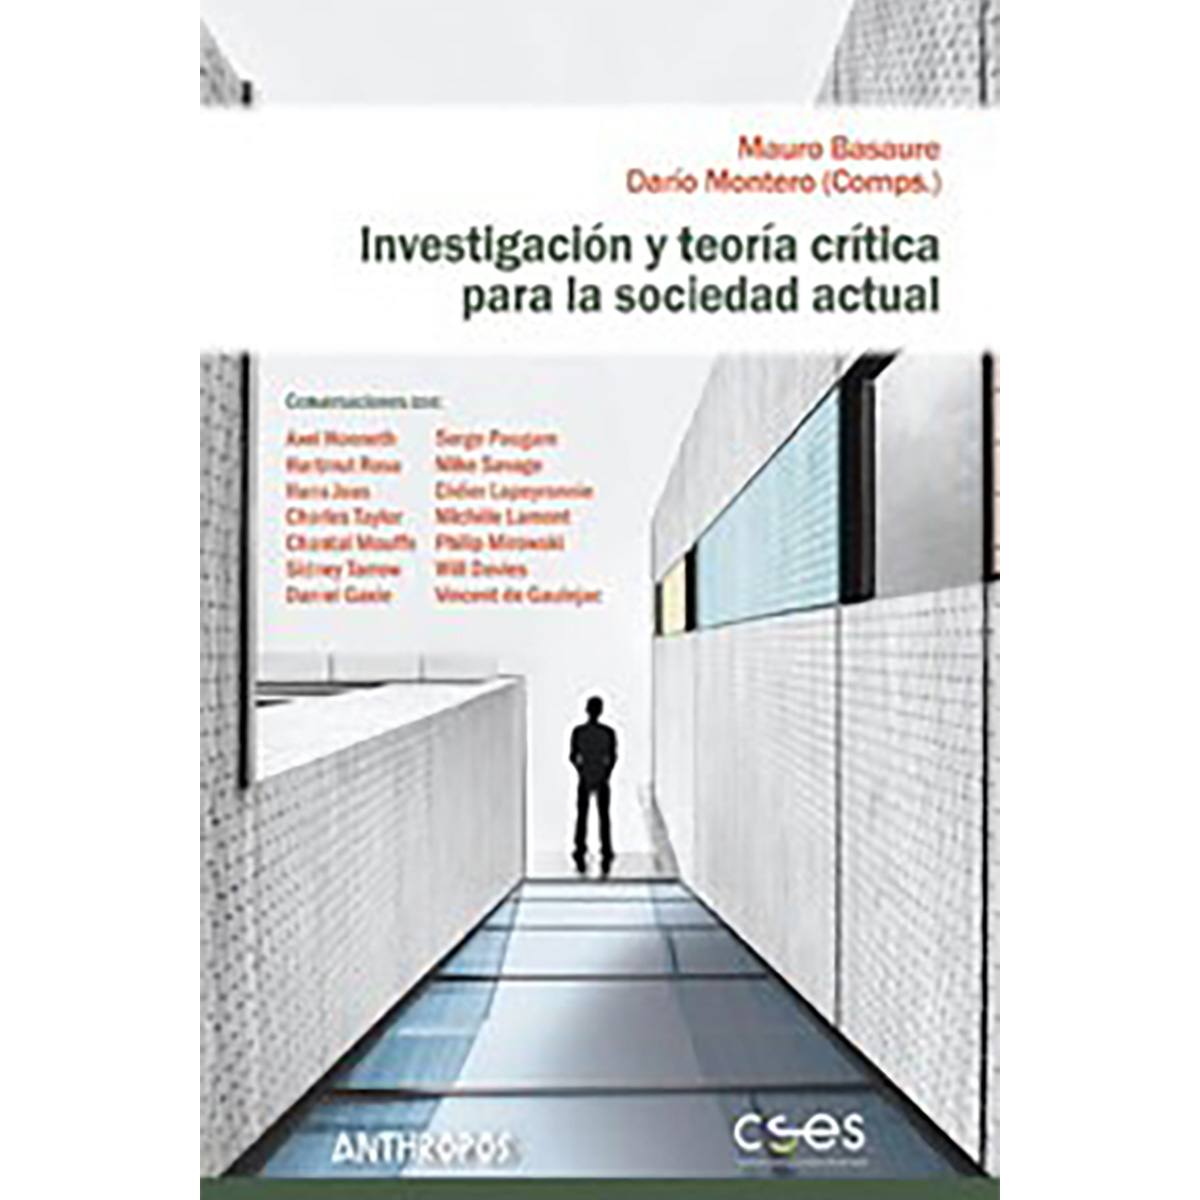 Mauro Basaure
Darío Montero (Comps.)
Investigación y teoría crítica
para la sociedad actual
Conversaciones con:
Axel Honneth
Hartmut Rosa
Hans Joas
Charles Taylor
Chantal Mouffe
Sidney Tarrow
Daniel Gaxie
Serge Paugam
Mike Savage
Didier Lapeyronnie
Michèle Lamont
Philip Mirowski
Will Davies
Vincent de Gaulejac
ANTHROPOS
cses